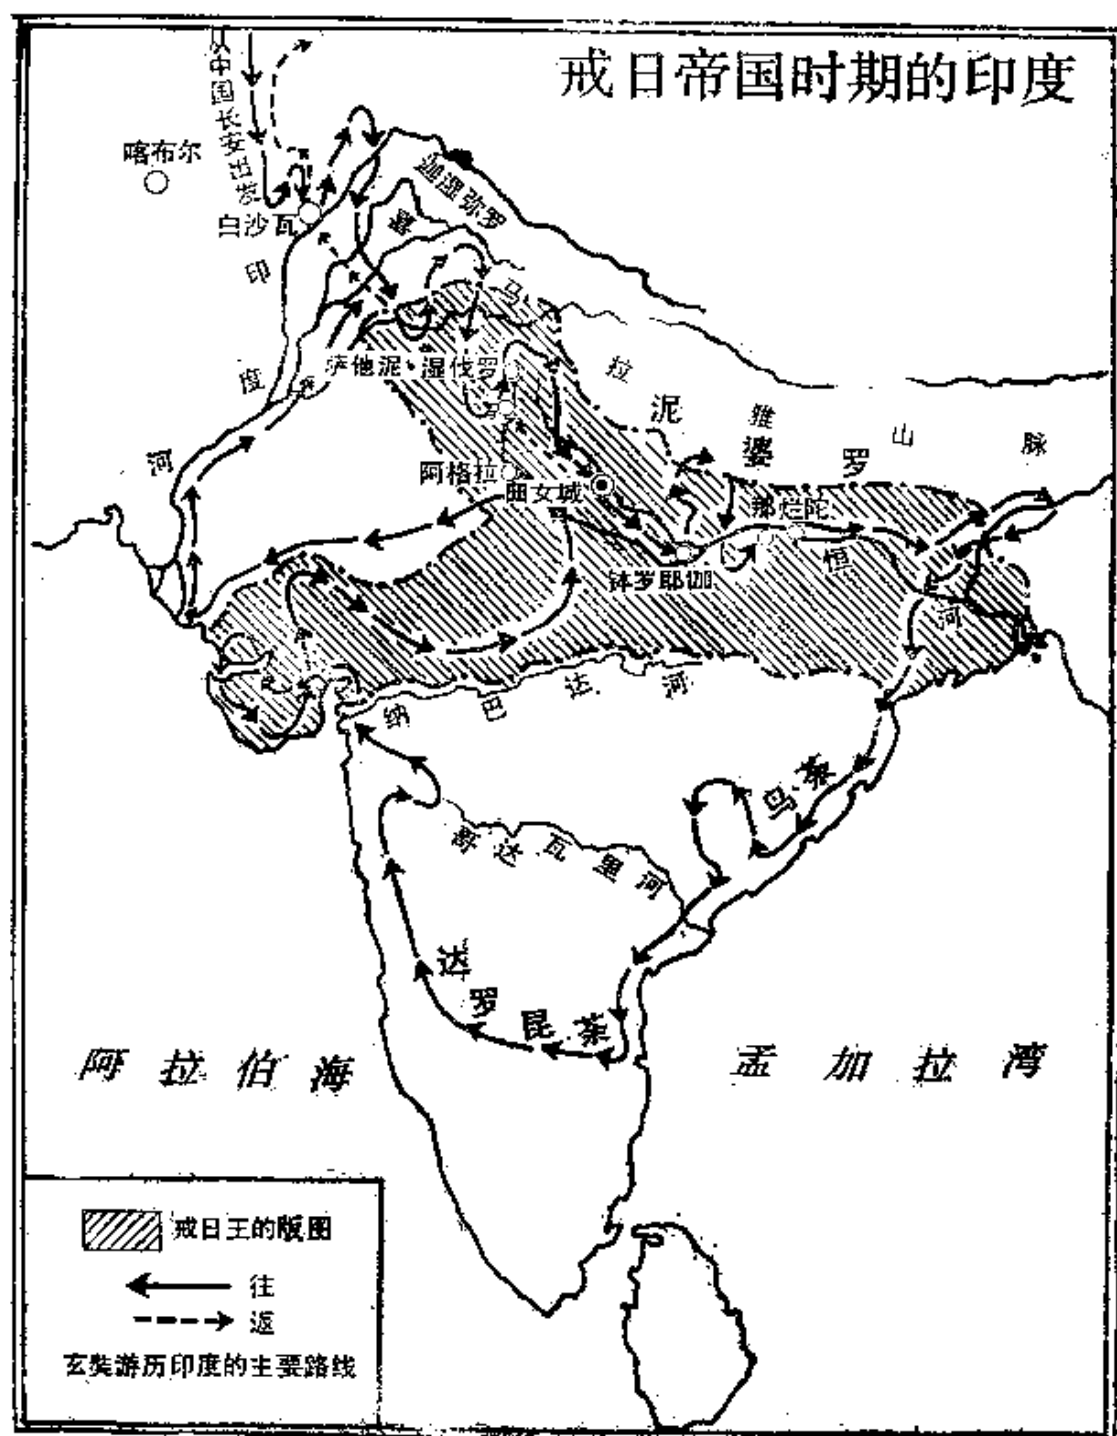 戒日帝国时期的印度
从中国长安出发
喀布尔
白沙瓦
迦湿弥罗
印度河
喜马拉雅山脉
萨他泥·湿伐罗
泥婆罗
阿格拉
曲女城
那烂陀
钵罗耶伽
恒河
纳巴达河
乌荼
哥达瓦里河
达罗毘荼
阿拉伯海
孟加拉湾
戒日王的版图
往
返
玄奘游历印度的主要路线